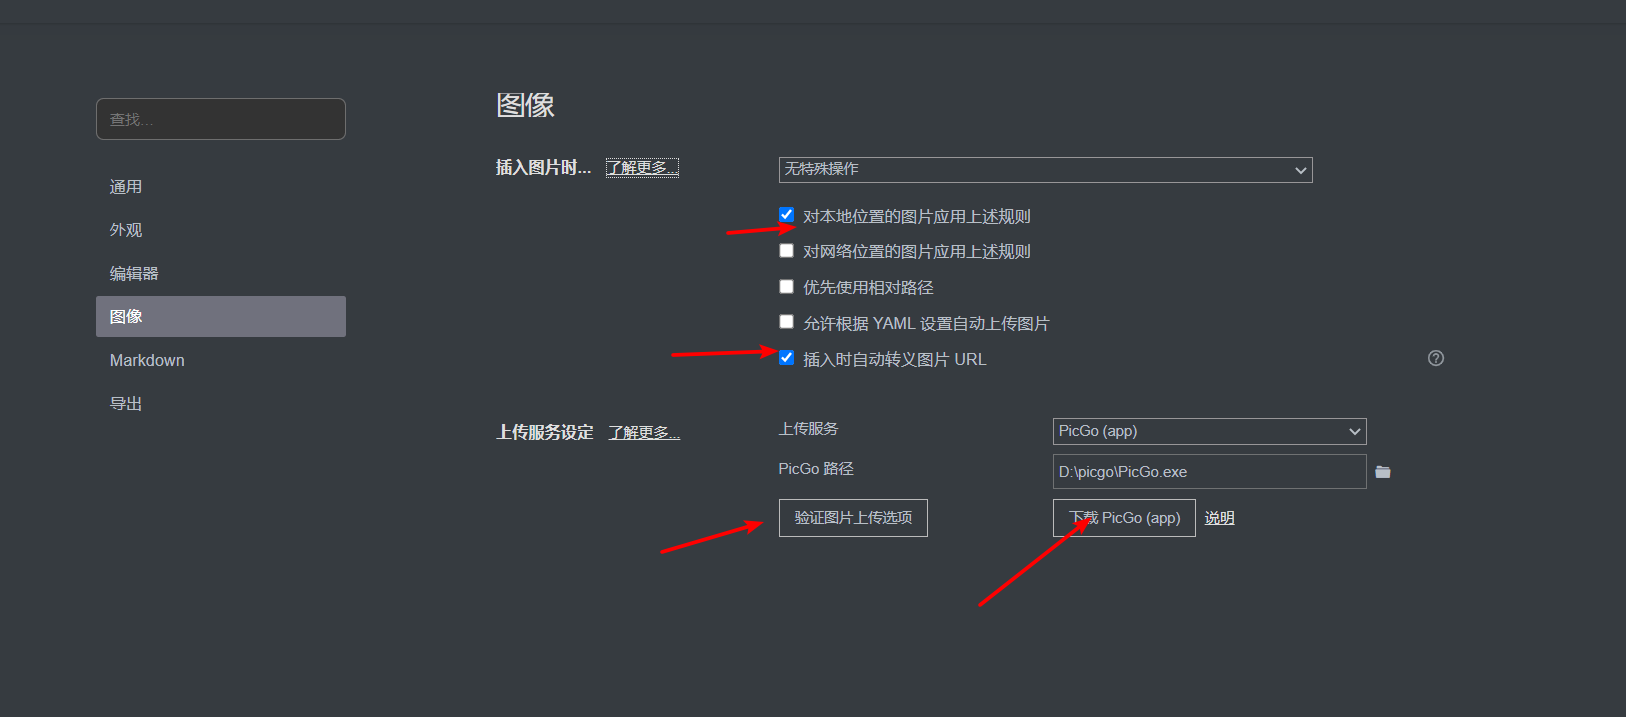 图像
查找...
插入图片时... 了解更多... 无特殊操作
通用
对本地位置的图片应用上述规则
外观
对网络位置的图片应用上述规则
编辑器
优先使用相对路径
图像
允许根据 YAML 设置自动上传图片
Markdown
插入时自动转义图片 URL
导出
上传服务设定 了解更多... 上传服务 PicGo (app)
PicGo 路径 D:\picgo\PicGo.exe
验证图片上传选项 下载 PicGo (app) 说明